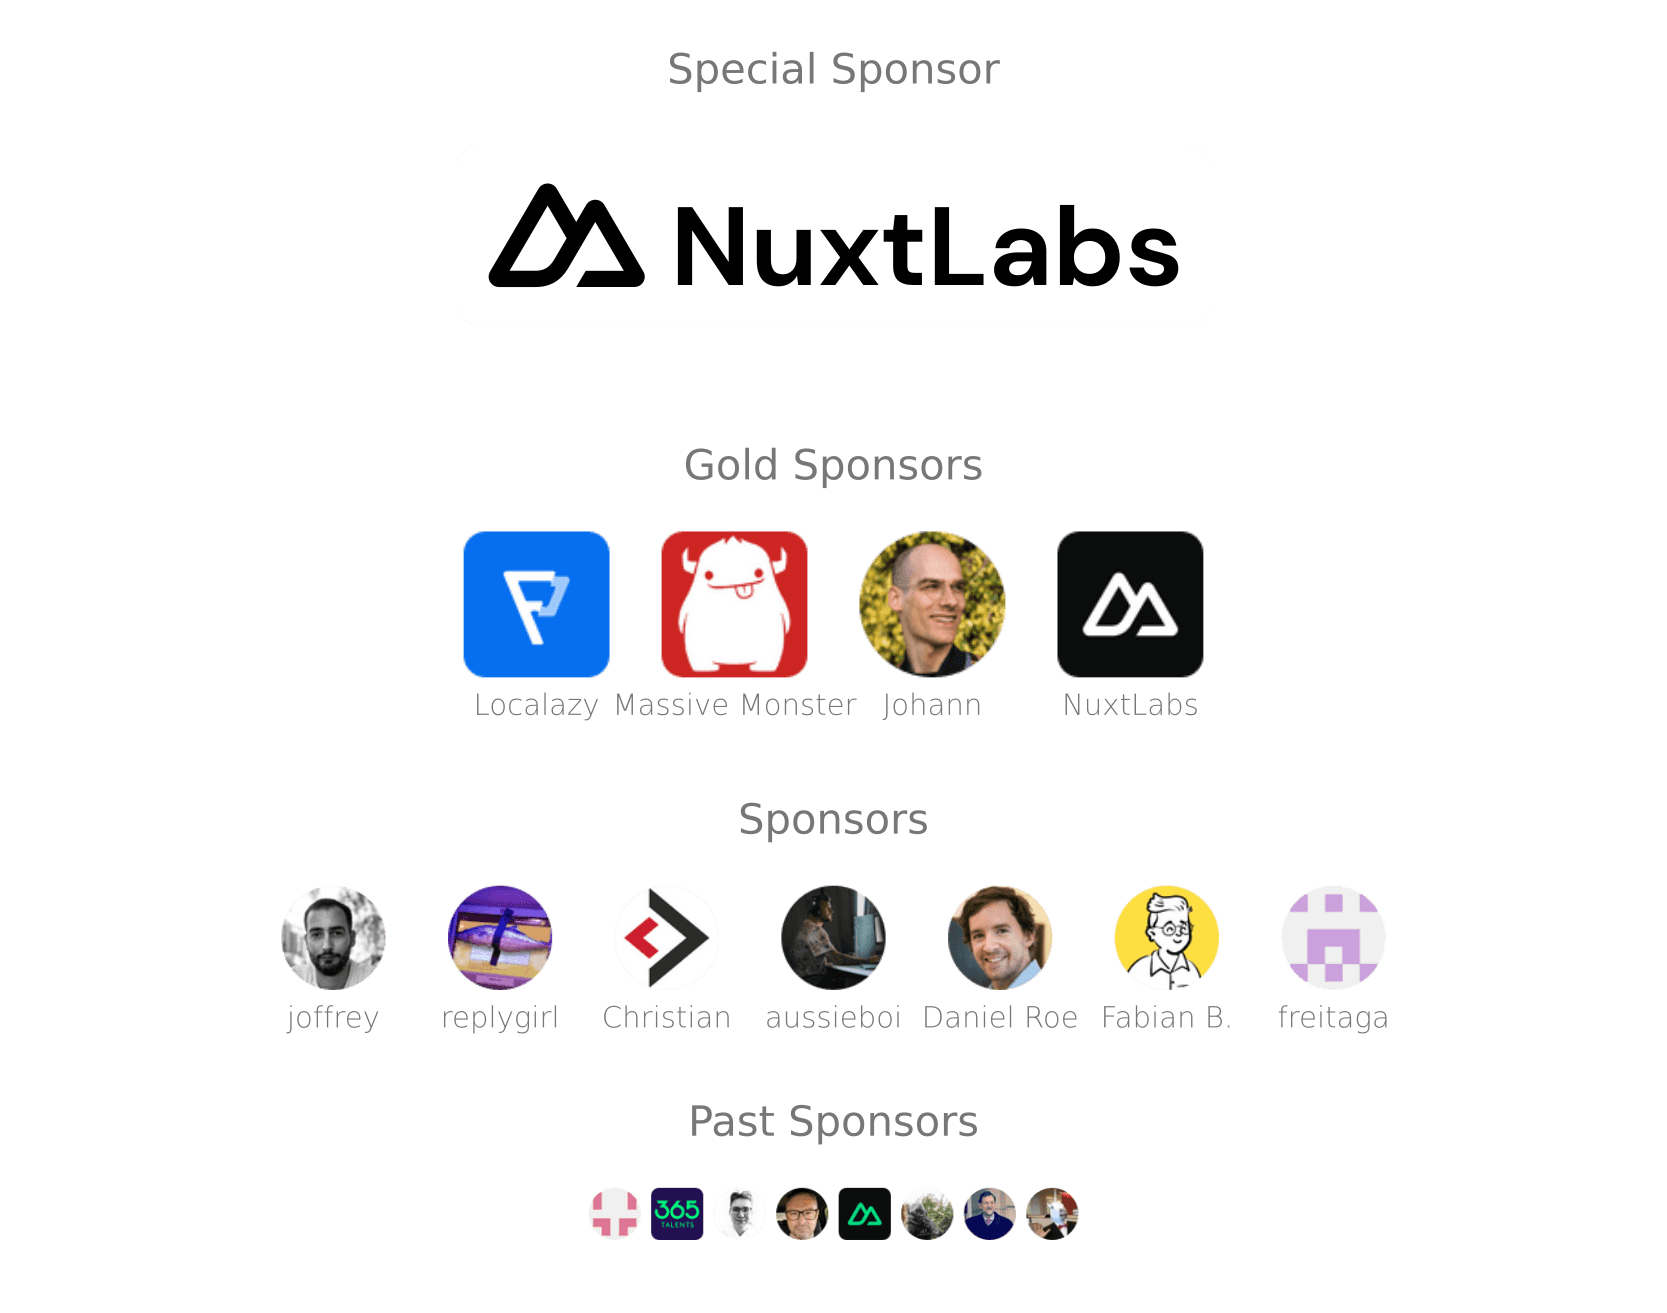 Special Sponsor
NuxtLabs
Gold Sponsors
Localazy Massive Monster Johann NuxtLabs
Sponsors
joffrey replygirl Christian aussieboi Daniel Roe Fabian B. freitaga
Past Sponsors
365
TALENTS